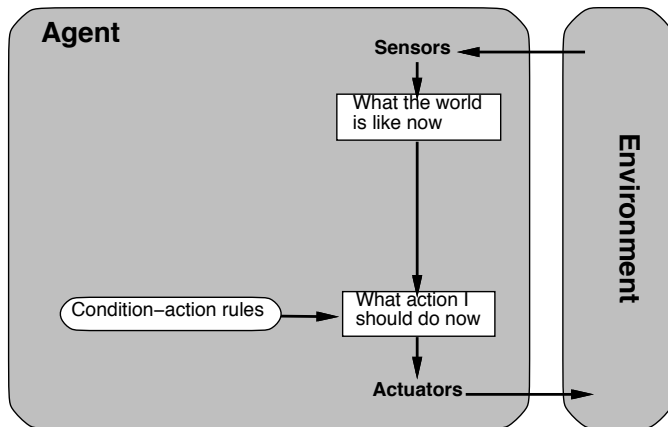 Agent
Sensors
What the world
is like now
Environment
Condition−action rules
What action I
should do now
Actuators